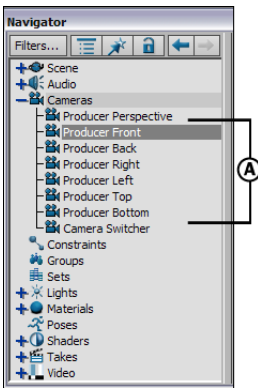 Navigator
Filters...
Scene
Audio
Cameras
Producer Perspective
Producer Front
Producer Back
A
Producer Right
Producer Left
Producer Top
Producer Bottom
Camera Switcher
Constraints
Groups
Sets
Lights
Materials
Poses
Shaders
Takes
Video